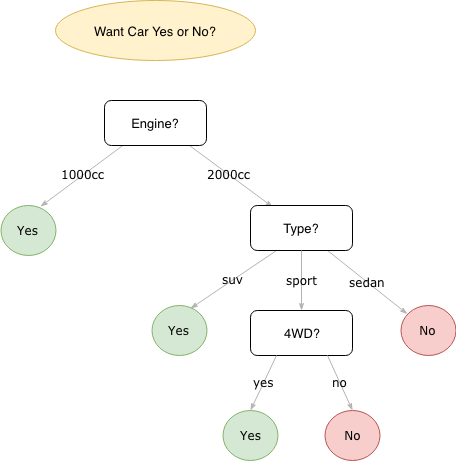 Want Car Yes or No?
Engine?
1000cc
2000cc
Yes
Type?
suv
sport
sedan
Yes
4WD?
No
yes
no
Yes
No